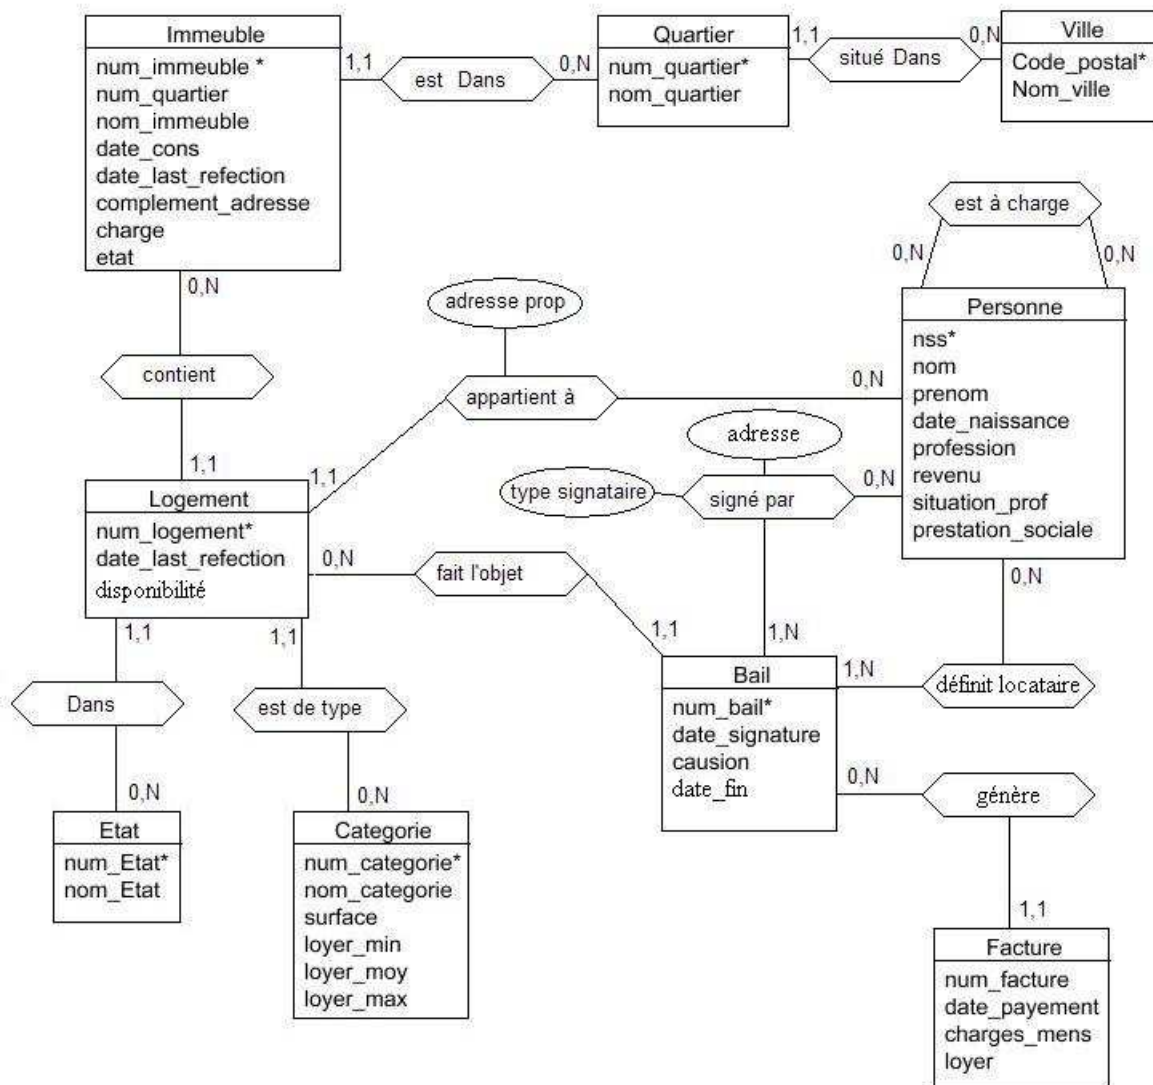 Immeuble
num_immeuble *
num_quartier
nom_immeuble
date_cons
date_last_refection
complement_adresse
charge
etat
1,1
est Dans
0,N
Quartier
num_quartier*
nom_quartier
1,1
situé Dans
0,N
Ville
Code_postal*
Nom_ville
est à charge
0,N
0,N
0,N
contient
1,1
adresse prop
appartient à
1,1
0,N
Personne
nss*
nom
prenom
date_naissance
profession
revenu
situation_prof
prestation_sociale
adresse
type signataire
signé par
0,N
1,N
Logement
num_logement*
date_last_refection
disponibilité
0,N
fait l'objet
1,1
0,N
1,1
1,1
Dans
est de type
0,N
0,N
Bail
num_bail*
date_signature
causion
date_fin
1,N
définit locataire
0,N
génère
1,1
Etat
num_Etat*
nom_Etat
Categorie
num_categorie*
nom_categorie
surface
loyer_min
loyer_moy
loyer_max
Facture
num_facture
date_payement
charges_mens
loyer